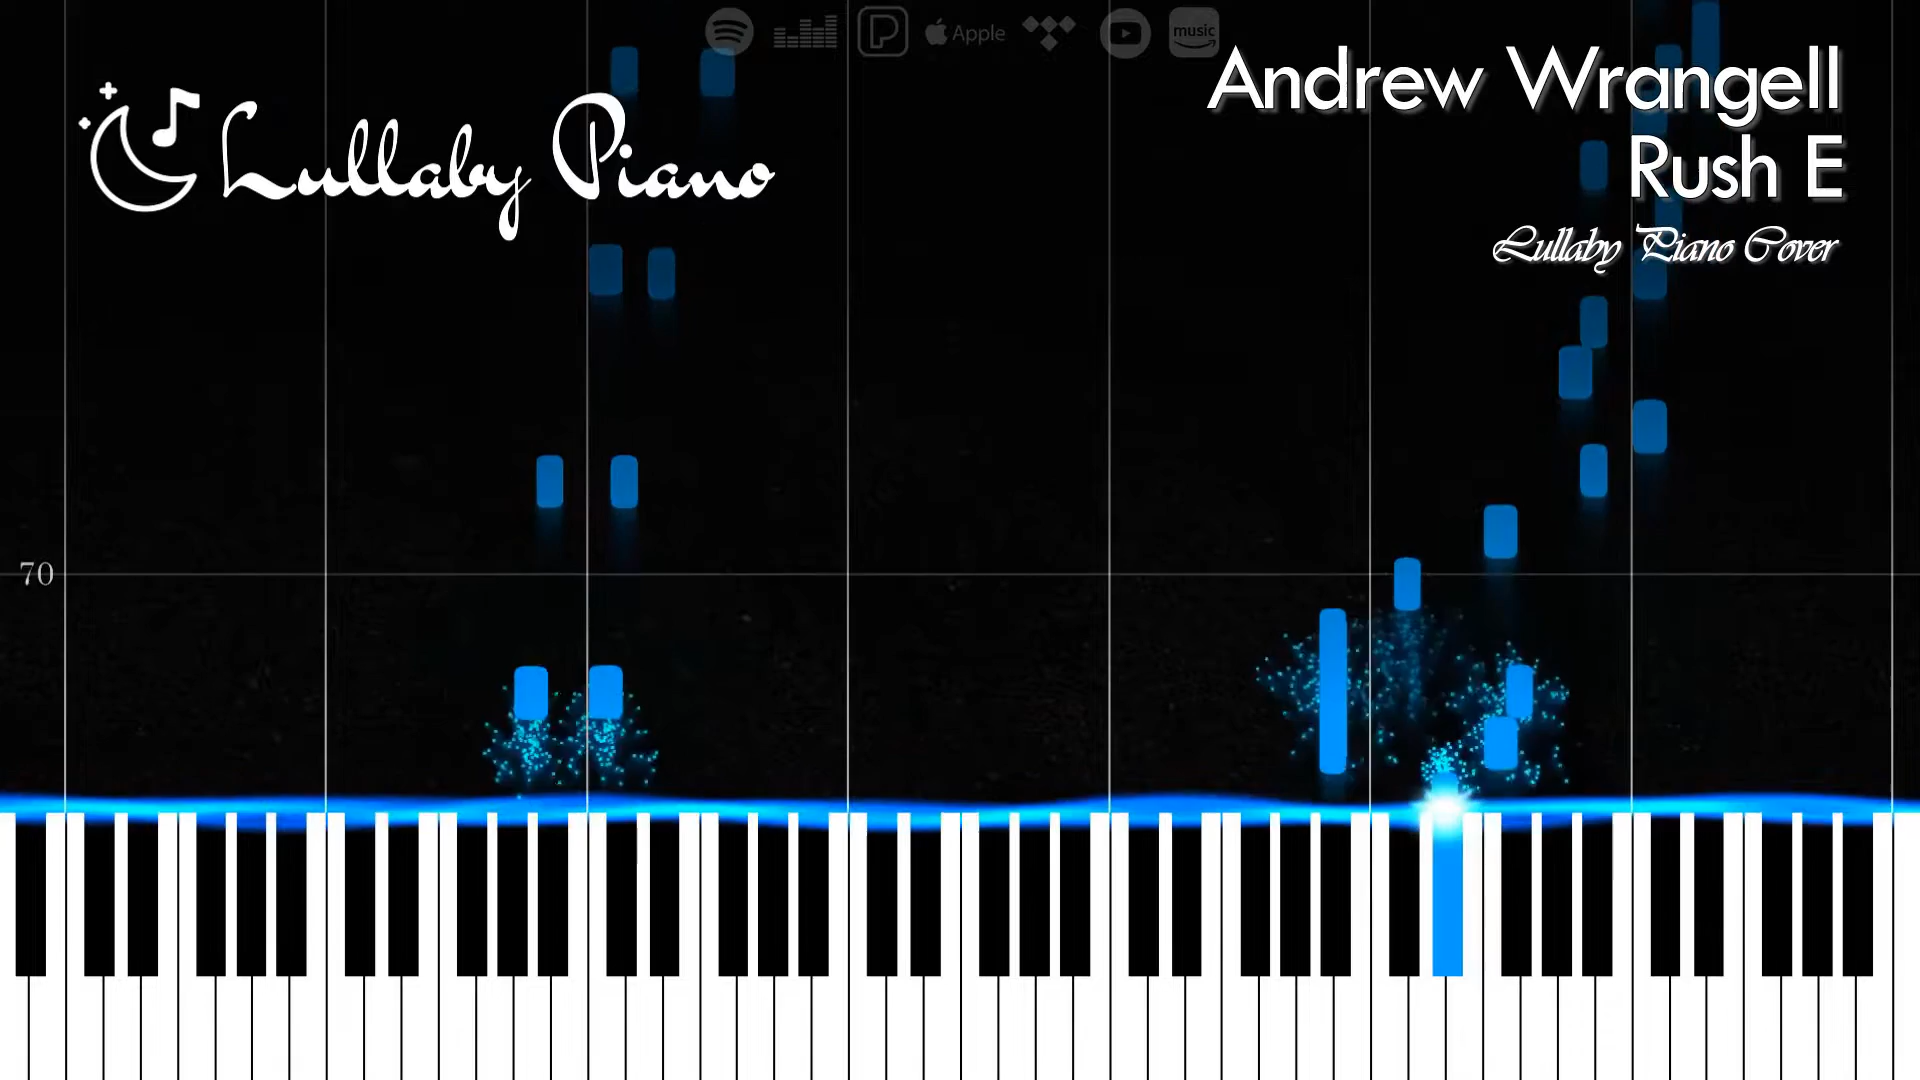 Apple
music
Andrew Wrangell
Lullaby Piano
Rush E
Lullaby Piano Cover
70